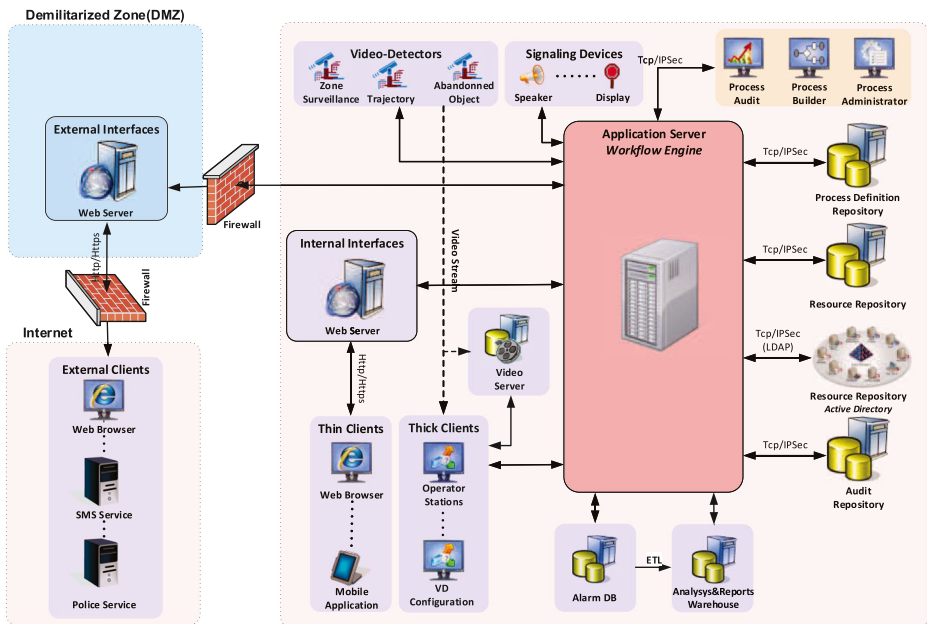 Demilitarized Zone(DMZ)
External Interfaces
Web Server
Http/Https
Firewall
Firewall
Internet
External Clients
Web Browser
SMS Service
Police Service
Video-Detectors
Zone
Surveillance
Trajectory
Abandonned
Object
Signaling Devices
Speaker
Display
Tcp/IPSec
Process
Audit
Process
Builder
Process
Administrator
Application Server
Workflow Engine
Tcp/IPSec
Process Definition
Repository
Internal Interfaces
Web Server
Http/Https
Video Stream
Video
Server
Tcp/IPSec
Resource Repository
Tcp/IPSec
(LDAP)
Resource Repository
Active Directory
Tcp/IPSec
Audit
Repository
Thin Clients
Web Browser
Mobile
Application
Thick Clients
Operator
Stations
VD
Configuration
Alarm DB
ETL
Analysys&Reports
Warehouse